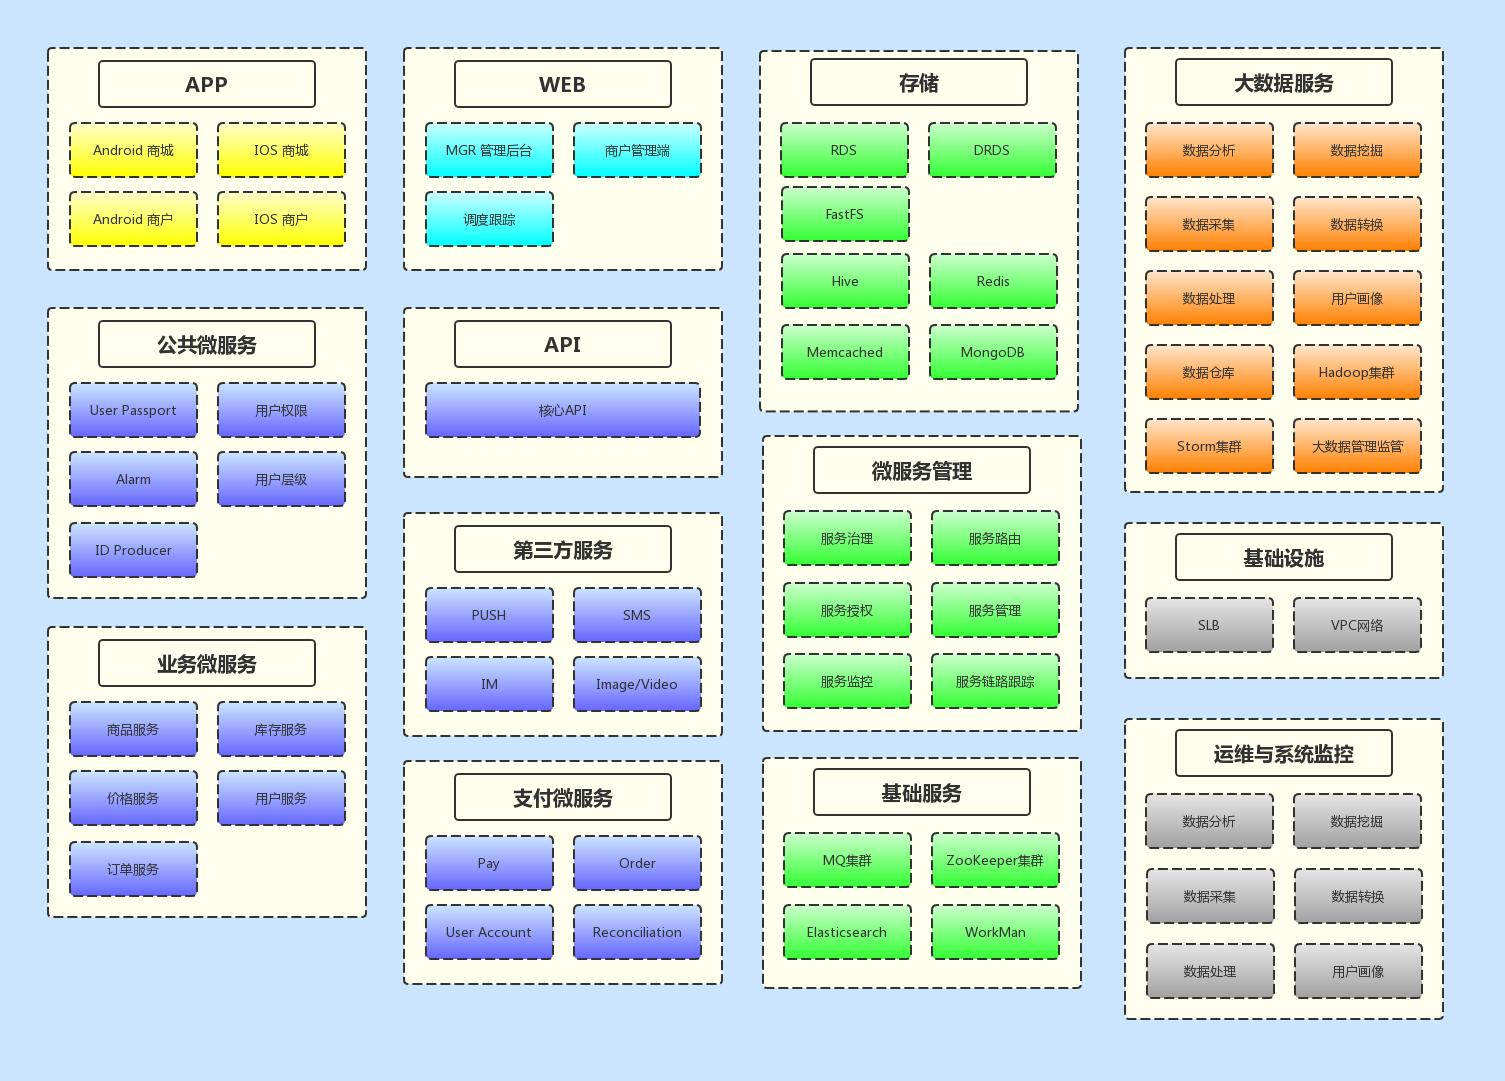 APP
Android 商城
IOS 商城
Android 商户
IOS 商户
公共微服务
User Passport
用户权限
Alarm
用户层级
ID Producer
业务微服务
商品服务
库存服务
价格服务
用户服务
订单服务
WEB
MGR 管理后台
商户管理端
调度跟踪
API
核心API
第三方服务
PUSH
SMS
IM
Image/Video
支付微服务
Pay
Order
User Account
Reconciliation
存储
RDS
DRDS
FastFS
Hive
Redis
Memcached
MongoDB
微服务管理
服务治理
服务路由
服务授权
服务管理
服务监控
服务链路跟踪
基础服务
MQ集群
ZooKeeper集群
Elasticsearch
WorkMan
大数据服务
数据分析
数据挖掘
数据采集
数据转换
数据处理
用户画像
数据仓库
Hadoop集群
Storm集群
大数据管理监管
基础设施
SLB
VPC网络
运维与系统监控
数据分析
数据挖掘
数据采集
数据转换
数据处理
用户画像